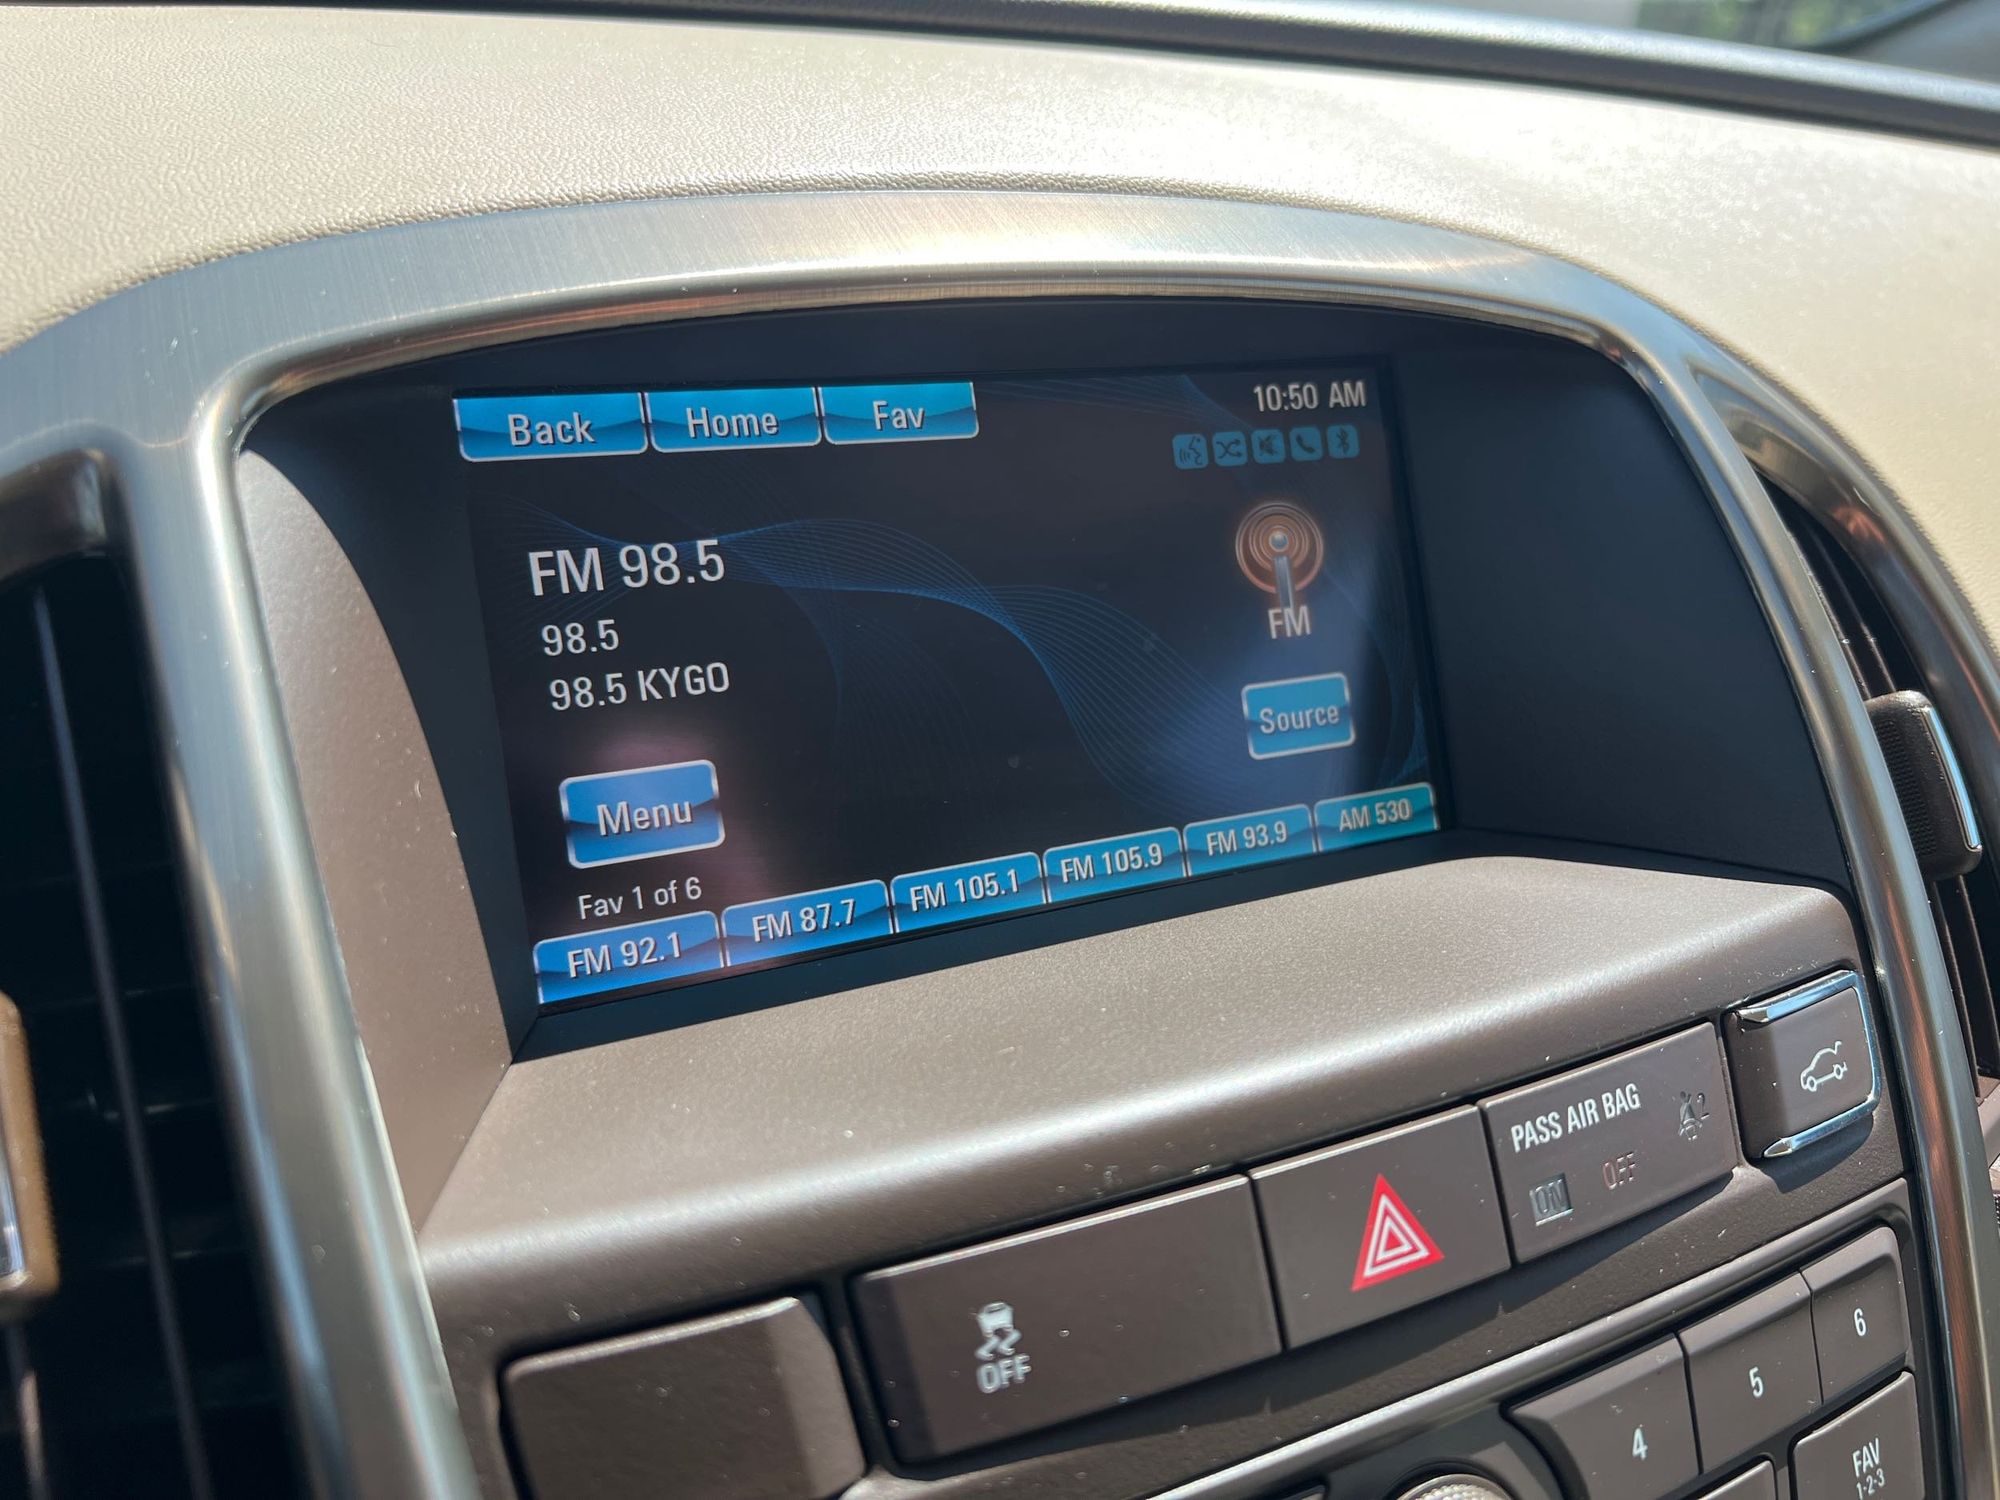 Back Home Fav 10:50 AM
FM 98.5
98.5
98.5 KYGO
FM
Source
Menu
Fav 1 of 6
FM 92.1 FM 87.7 FM 105.1 FM 105.9 FM 93.9 AM 530
PASS AIR BAG 2
ON OFF
OFF
4 5 6
FAV
1-2-3